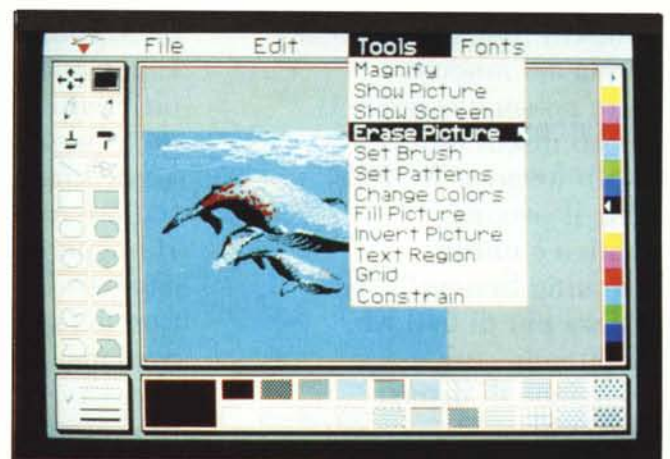 File Edit Tools Fonts
Magnify
Show Picture
Show Screen
Erase Picture
Set Brush
Set Patterns
Change Colors
Fill Picture
Invert Picture
Text Region
Grid
Constrain